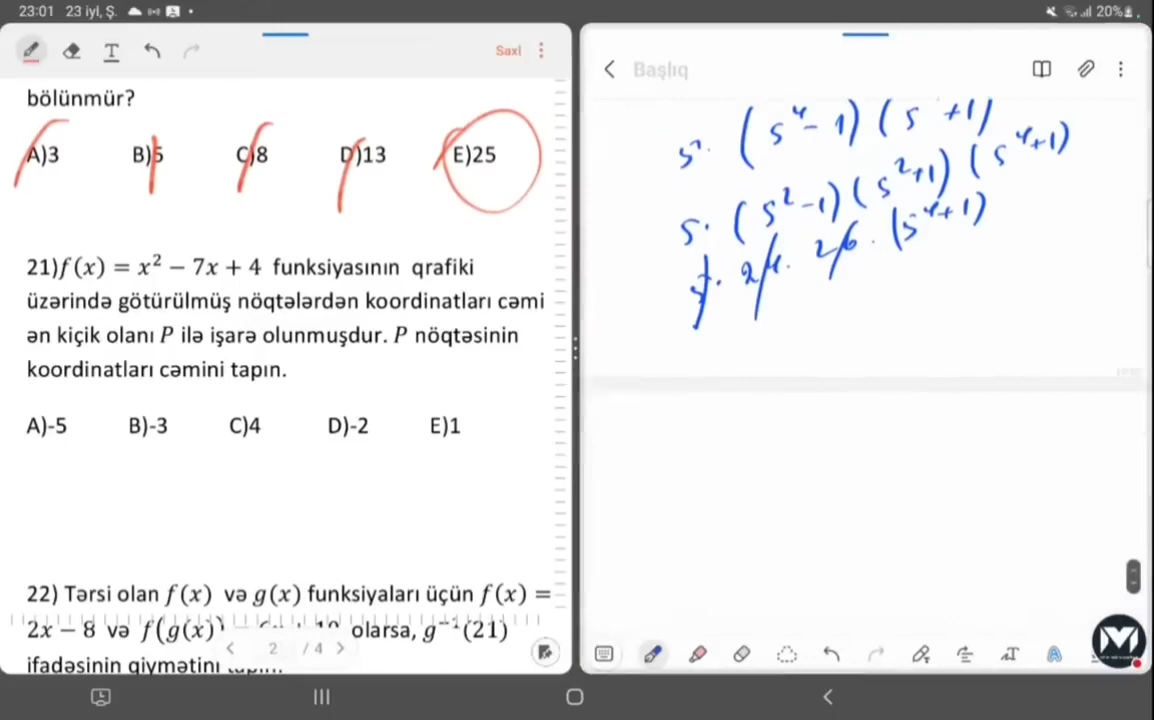 23:01 23 iyl, Ş. 20%
Saxl
bölünmür?
A)3 B)5 C)8 D)13 E)25
21)f(x) = x² − 7x + 4 funksiyasının qrafiki
üzərində götürülmüş nöqtələrdən koordinatları cəmi
ən kiçik olanı P ilə işarə olunmuşdur. P nöqtəsinin
koordinatları cəmini tapın.
A)-5 B)-3 C)4 D)-2 E)1
22) Tərsi olan f(x) və g(x) funksiyaları üçün f(x) =
2x − 8 və f(g(x) olarsa, g⁻¹(21)
ifadəsinin qiymətini
2 / 4
Başlıq
(5⁴ − 1) (5 +1)
5. (5² −1) (5² +1) (5⁴+1)
24. 26. (5⁴+1)